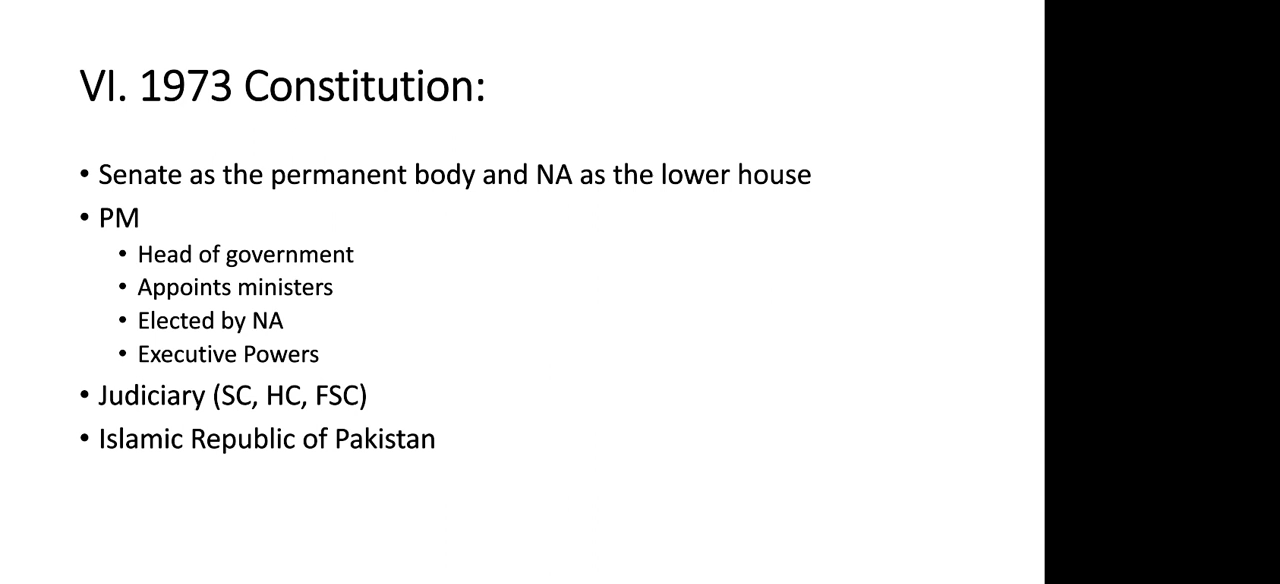 VI. 1973 Constitution:
• Senate as the permanent body and NA as the lower house
• PM
• Head of government
• Appoints ministers
• Elected by NA
• Executive Powers
• Judiciary (SC, HC, FSC)
• Islamic Republic of Pakistan